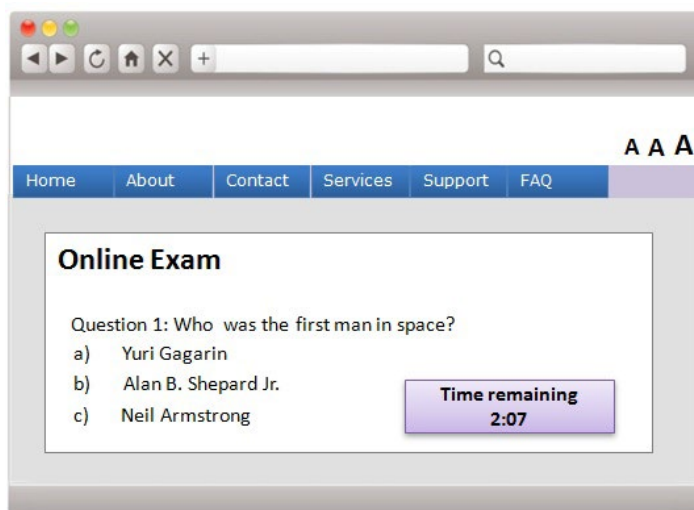 A A A
Home About Contact Services Support FAQ
Online Exam
Question 1: Who was the first man in space?
a) Yuri Gagarin
b) Alan B. Shepard Jr.
c) Neil Armstrong
Time remaining
2:07